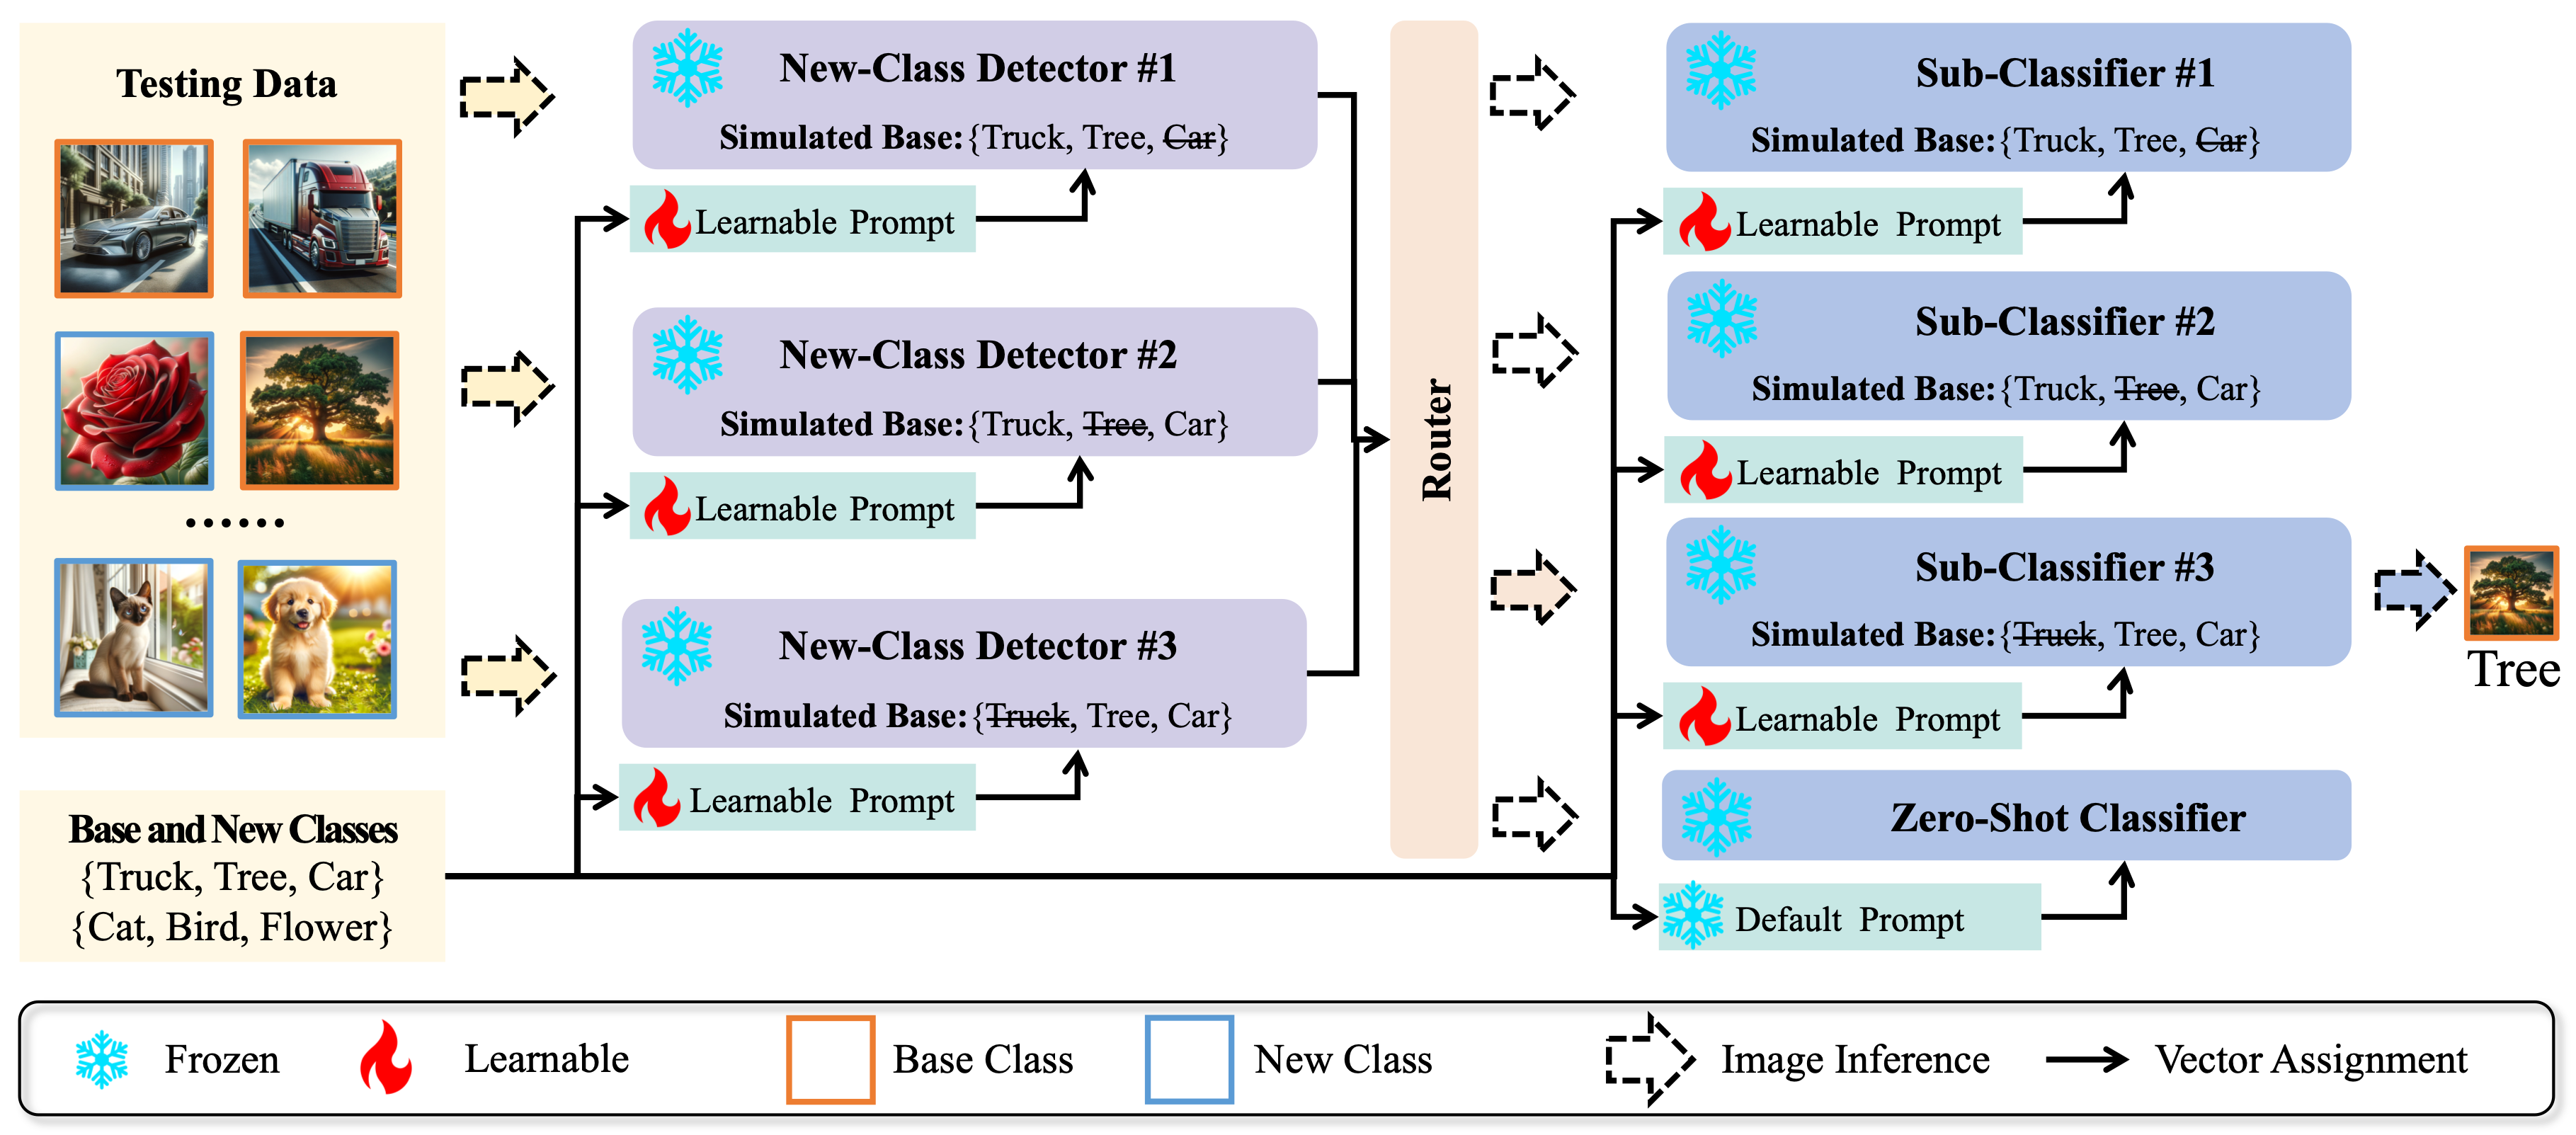 Testing Data
......
Base and New Classes
{Truck, Tree, Car}
{Cat, Bird, Flower}
New-Class Detector #1
Simulated Base:{Truck, Tree, Car}
Learnable Prompt
New-Class Detector #2
Simulated Base:{Truck, Tree, Car}
Learnable Prompt
New-Class Detector #3
Simulated Base:{Truck, Tree, Car}
Learnable Prompt
Router
Sub-Classifier #1
Simulated Base:{Truck, Tree, Car}
Learnable Prompt
Sub-Classifier #2
Simulated Base:{Truck, Tree, Car}
Learnable Prompt
Sub-Classifier #3
Simulated Base:{Truck, Tree, Car}
Learnable Prompt
Zero-Shot Classifier
Default Prompt
Tree
Frozen
Learnable
Base Class
New Class
Image Inference
Vector Assignment